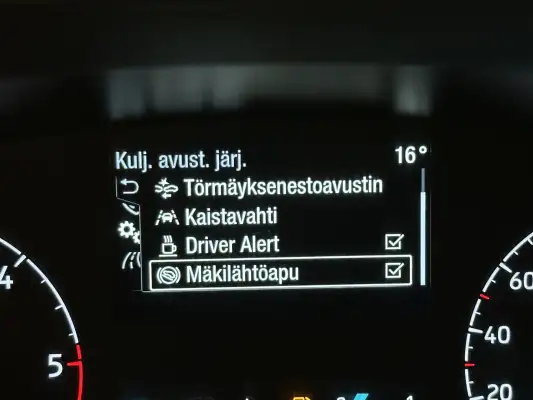 Kulj. avust. järj. 16°
Törmäyksenestoavustin
Kaistavahti
Driver Alert
Mäkilähtöapu
4
5
60
40
20